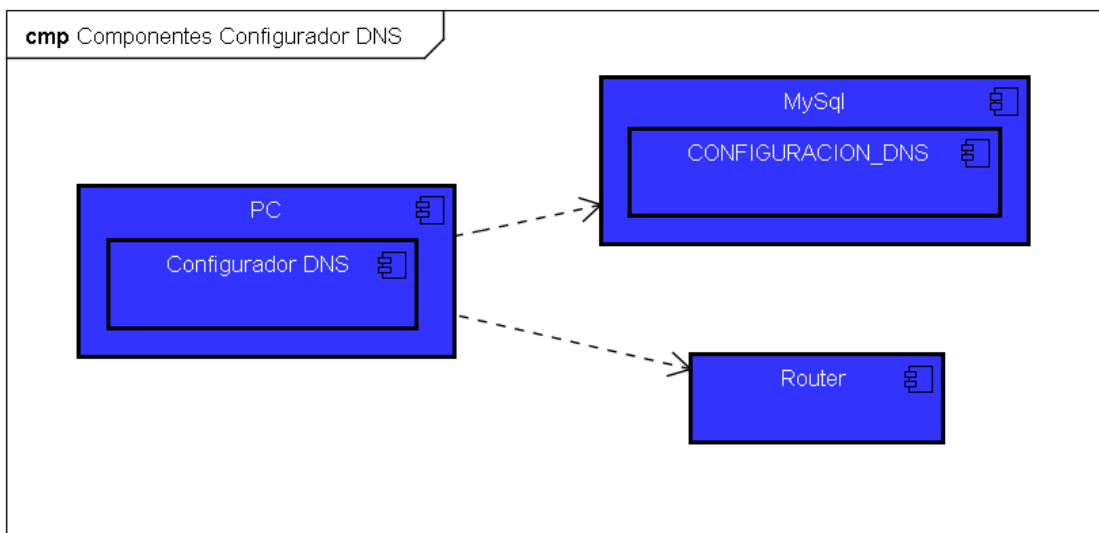 cmp Componentes Configurador DNS
MySql
CONFIGURACION_DNS
PC
Configurador DNS
Router